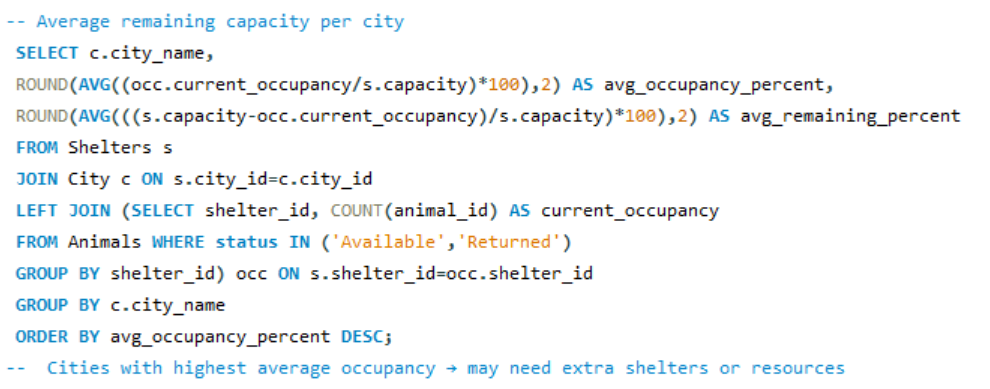 -- Average remaining capacity per city
SELECT c.city_name,
ROUND(AVG((occ.current_occupancy/s.capacity)*100),2) AS avg_occupancy_percent,
ROUND(AVG(((s.capacity-occ.current_occupancy)/s.capacity)*100),2) AS avg_remaining_percent
FROM Shelters s
JOIN City c ON s.city_id=c.city_id
LEFT JOIN (SELECT shelter_id, COUNT(animal_id) AS current_occupancy
FROM Animals WHERE status IN ('Available','Returned')
GROUP BY shelter_id) occ ON s.shelter_id=occ.shelter_id
GROUP BY c.city_name
ORDER BY avg_occupancy_percent DESC;
--  Cities with highest average occupancy → may need extra shelters or resources